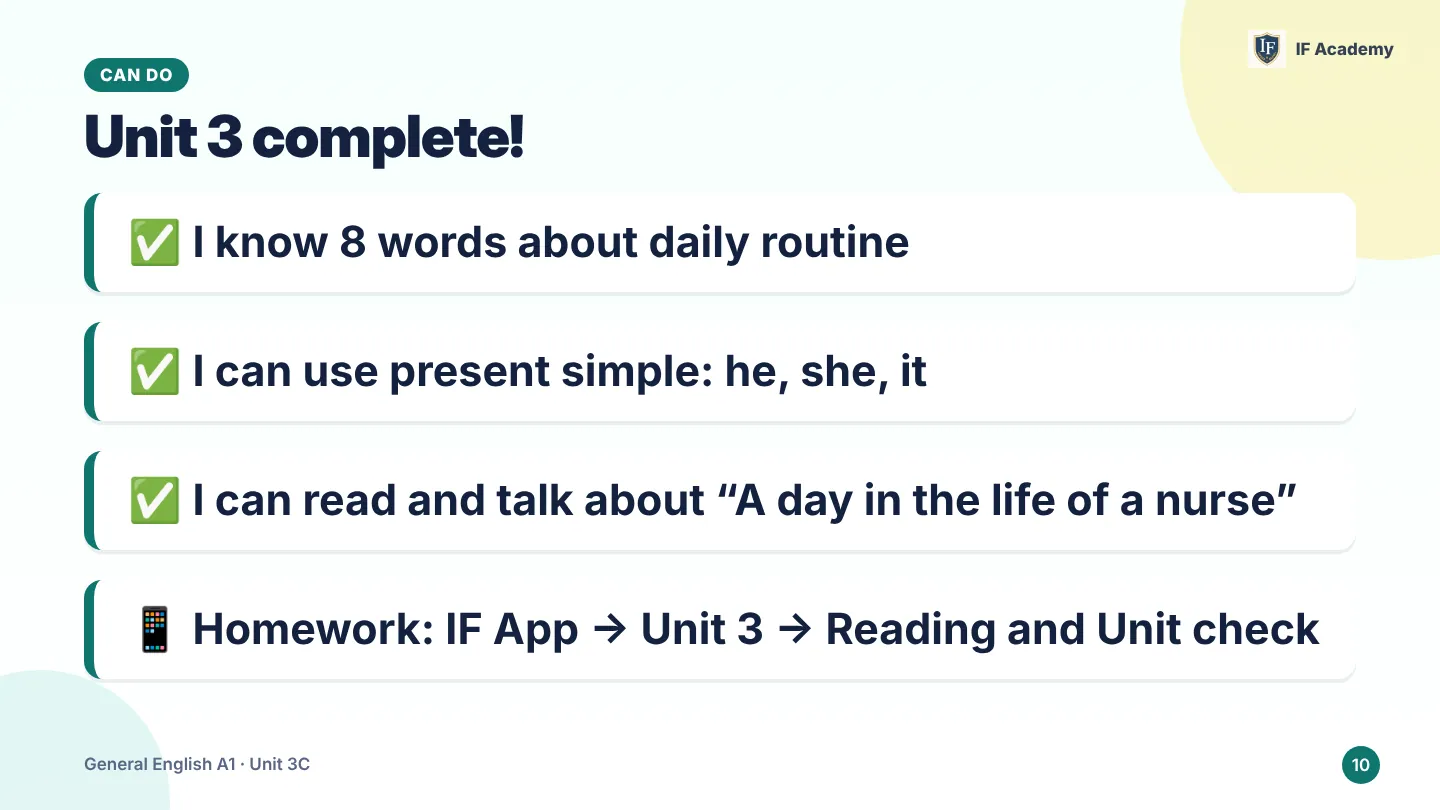 IF IF Academy
CAN DO
Unit 3 complete!
✅ I know 8 words about daily routine
✅ I can use present simple: he, she, it
✅ I can read and talk about “A day in the life of a nurse”
📱 Homework: IF App → Unit 3 → Reading and Unit check
General English A1 · Unit 3C
10